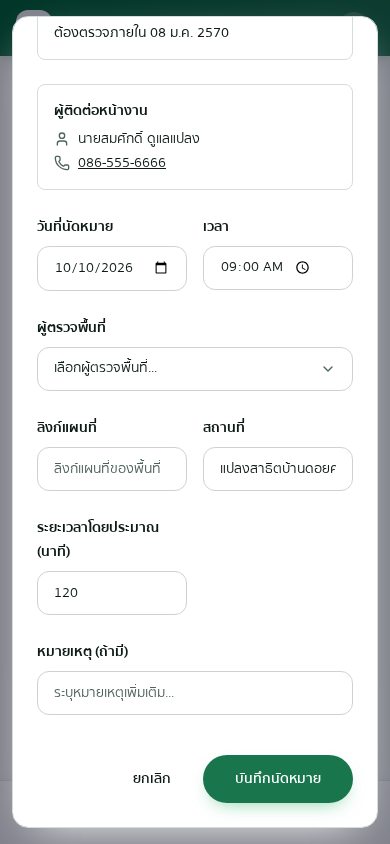 ต้องตรวจภายใน 08 ม.ค. 2570
ผู้ติดต่อหน้างาน
นายสมศักดิ์ ดูแลแปลง
086-555-6666
วันที่นัดหมาย
เวลา
10/10/2026
09:00 AM
ผู้ตรวจพื้นที่
เลือกผู้ตรวจพื้นที่...
ลิงก์แผนที่
สถานที่
ลิงก์แผนที่ของพื้นที่
แปลงสาธิตบ้านดอย
ระยะเวลาโดยประมาณ
(นาที)
120
หมายเหตุ (ถ้ามี)
ระบุหมายเหตุเพิ่มเติม...
ยกเลิก
บันทึกนัดหมาย